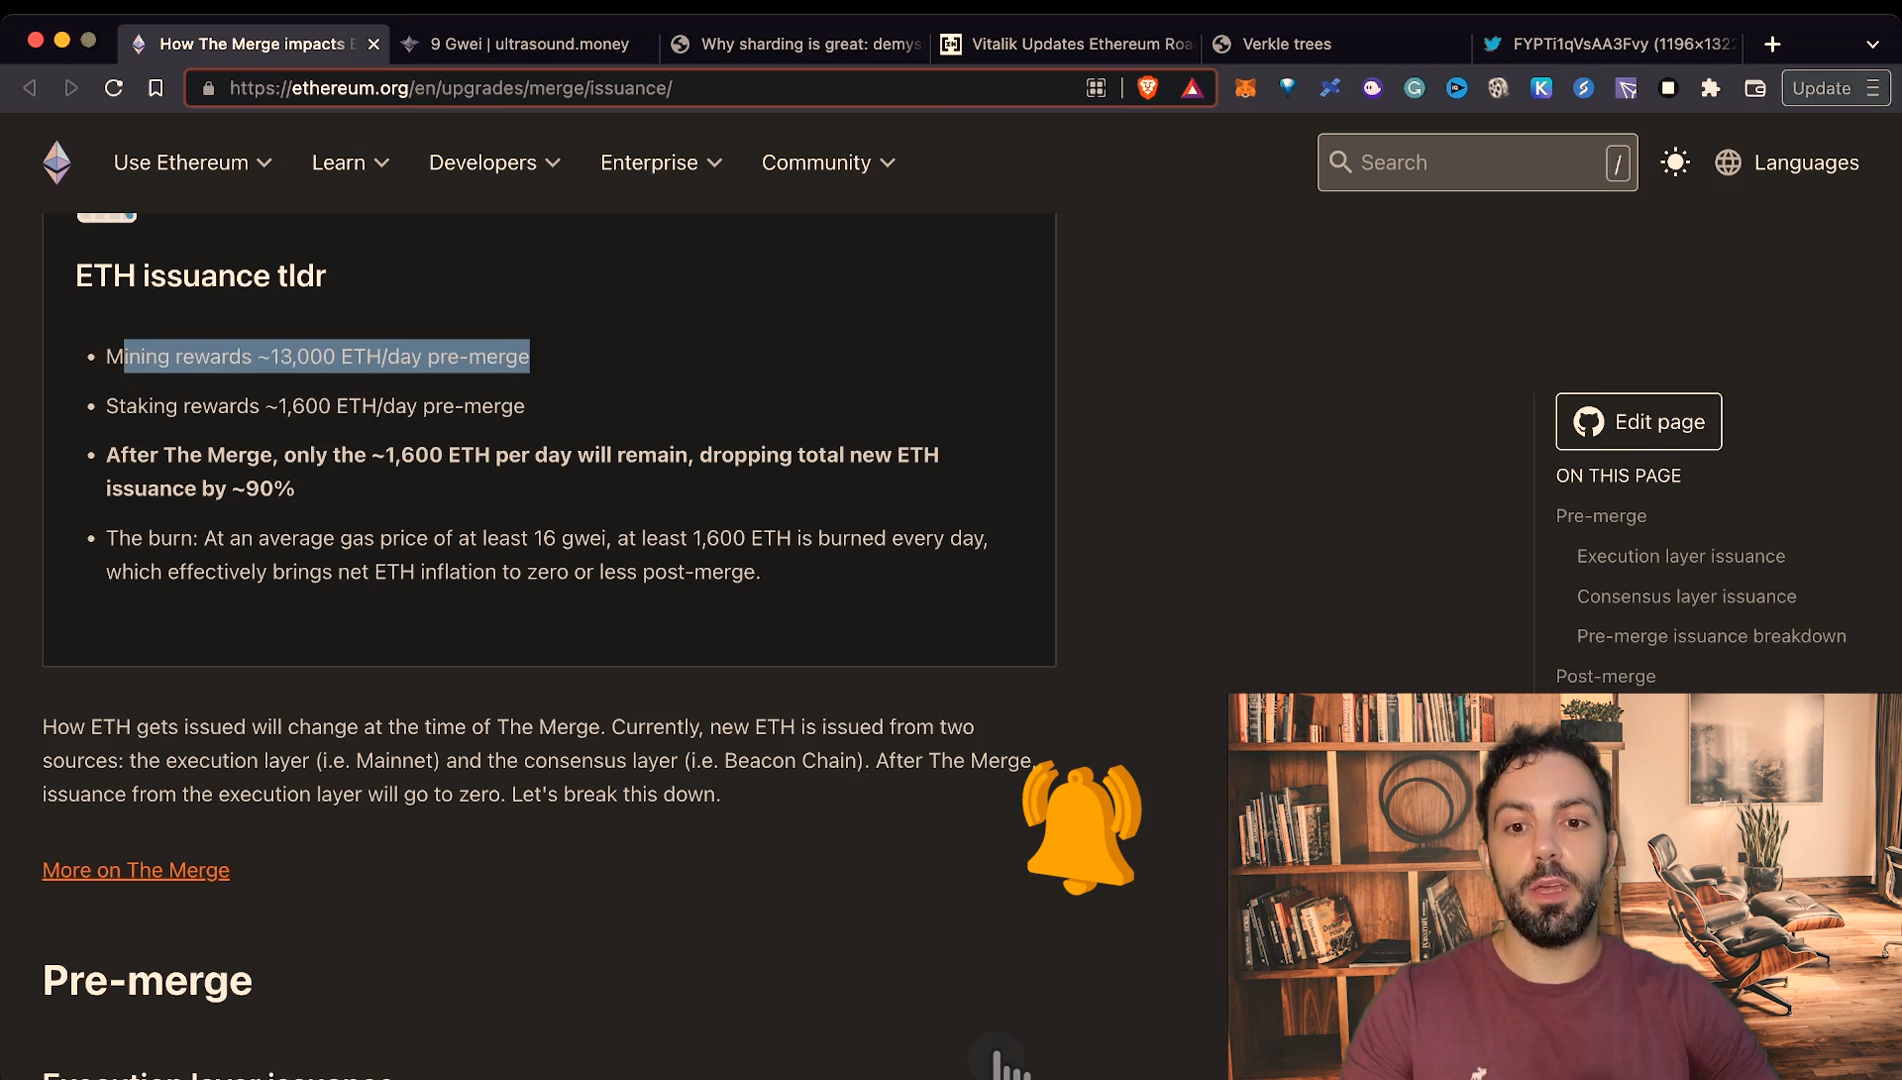 How The Merge impacts E
9 Gwei | ultrasound.money
Why sharding is great: demys
Vitalik Updates Ethereum Roa
Verkle trees
FYPTi1qVsAA3Fvy (1196×132
https://ethereum.org/en/upgrades/merge/issuance/
Update
Use Ethereum
Learn
Developers
Enterprise
Community
Search
/
Languages
ETH issuance tldr
• Mining rewards ~13,000 ETH/day pre-merge
• Staking rewards ~1,600 ETH/day pre-merge
• After The Merge, only the ~1,600 ETH per day will remain, dropping total new ETH
issuance by ~90%
• The burn: At an average gas price of at least 16 gwei, at least 1,600 ETH is burned every day,
which effectively brings net ETH inflation to zero or less post-merge.
Edit page
ON THIS PAGE
Pre-merge
Execution layer issuance
Consensus layer issuance
Pre-merge issuance breakdown
Post-merge
How ETH gets issued will change at the time of The Merge. Currently, new ETH is issued from two
sources: the execution layer (i.e. Mainnet) and the consensus layer (i.e. Beacon Chain). After The Merge,
issuance from the execution layer will go to zero. Let's break this down.
More on The Merge
Pre-merge
Execution layer issuance